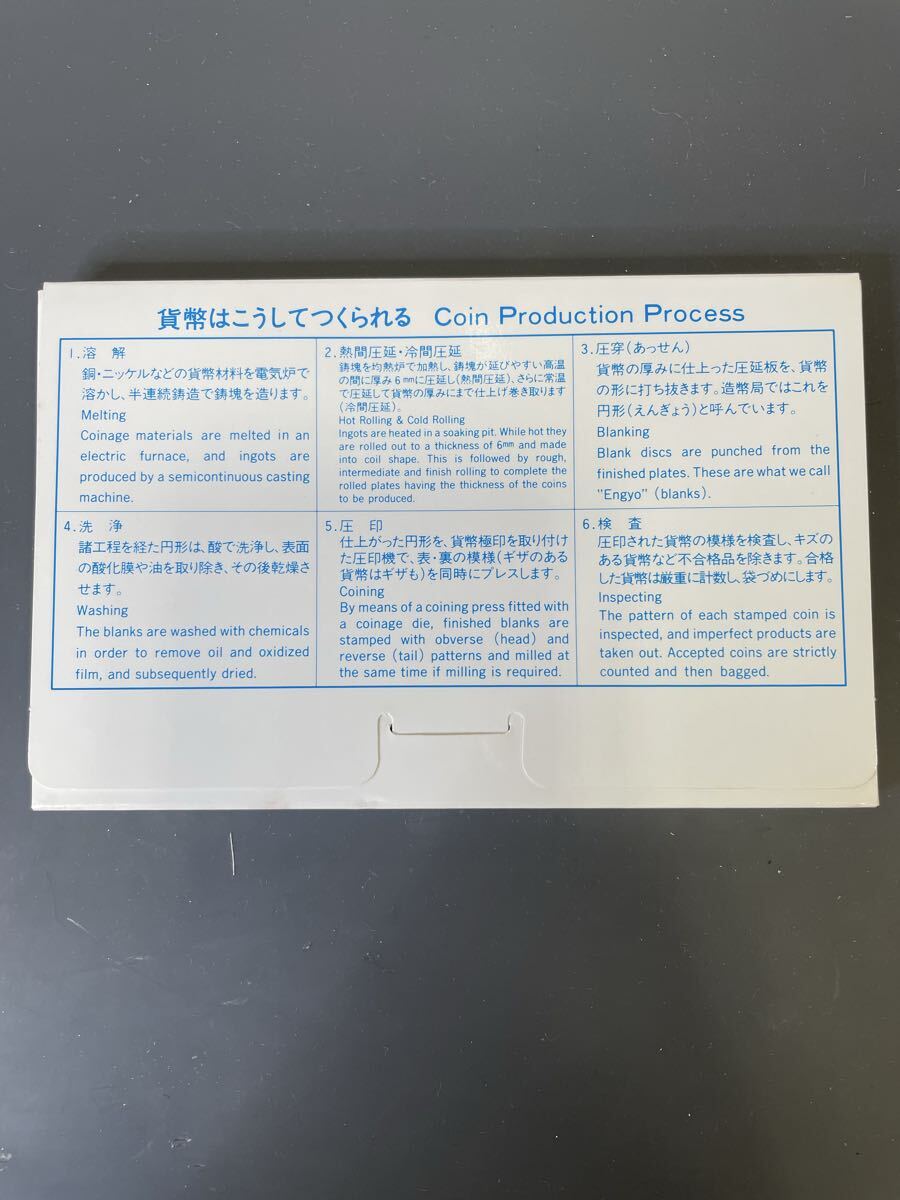 貨幣はこうしてつくられる Coin Production Process
1.溶 解
銅・ニッケルなどの貨幣材料を電気炉で
溶かし、半連続鋳造で鋳塊を造ります。
Melting
Coinage materials are melted in an
electric furnace, and ingots are
produced by a semicontinuous casting
machine.
2.熱間圧延・冷間圧延
鋳塊を均熱炉で加熱し、鋳塊が延びやすい高温
の間に厚み6㎜に圧延し(熱間圧延)、さらに常温
で圧延して貨幣の厚みにまで仕上げ巻き取ります
(冷間圧延)。
Hot Rolling & Cold Rolling
Ingots are heated in a soaking pit. While hot they
are rolled out to a thickness of 6㎜ and made
into coil shape. This is followed by rough,
intermediate and finish rolling to complete the
rolled plates having the thickness of the coins
to be produced.
3.圧穿(あっせん)
貨幣の厚みに仕上った圧延板を、貨幣
の形に打ち抜きます。造幣局ではこれを
円形(えんぎょう)と呼んでいます。
Blanking
Blank discs are punched from the
finished plates. These are what we call
"Engyo" (blanks).
4.洗 浄
諸工程を経た円形は、酸で洗浄し、表面
の酸化膜や油を取り除き、その後乾燥さ
せます。
Washing
The blanks are washed with chemicals
in order to remove oil and oxidized
film, and subsequently dried.
5.圧 印
仕上がった円形を、貨幣極印を取り付け
た圧印機で、表・裏の模様(ギザのある
貨幣はギザも)を同時にプレスします。
Coining
By means of a coining press fitted with
a coinage die, finished blanks are
stamped with obverse (head) and
reverse (tail) patterns and milled at
the same time if milling is required.
6.検 査
圧印された貨幣の模様を検査し、キズの
ある貨幣など不合格品を除きます。合格
した貨幣は厳重に計数し、袋づめにします。
Inspecting
The pattern of each stamped coin is
inspected, and imperfect products are
taken out. Accepted coins are strictly
counted and then bagged.